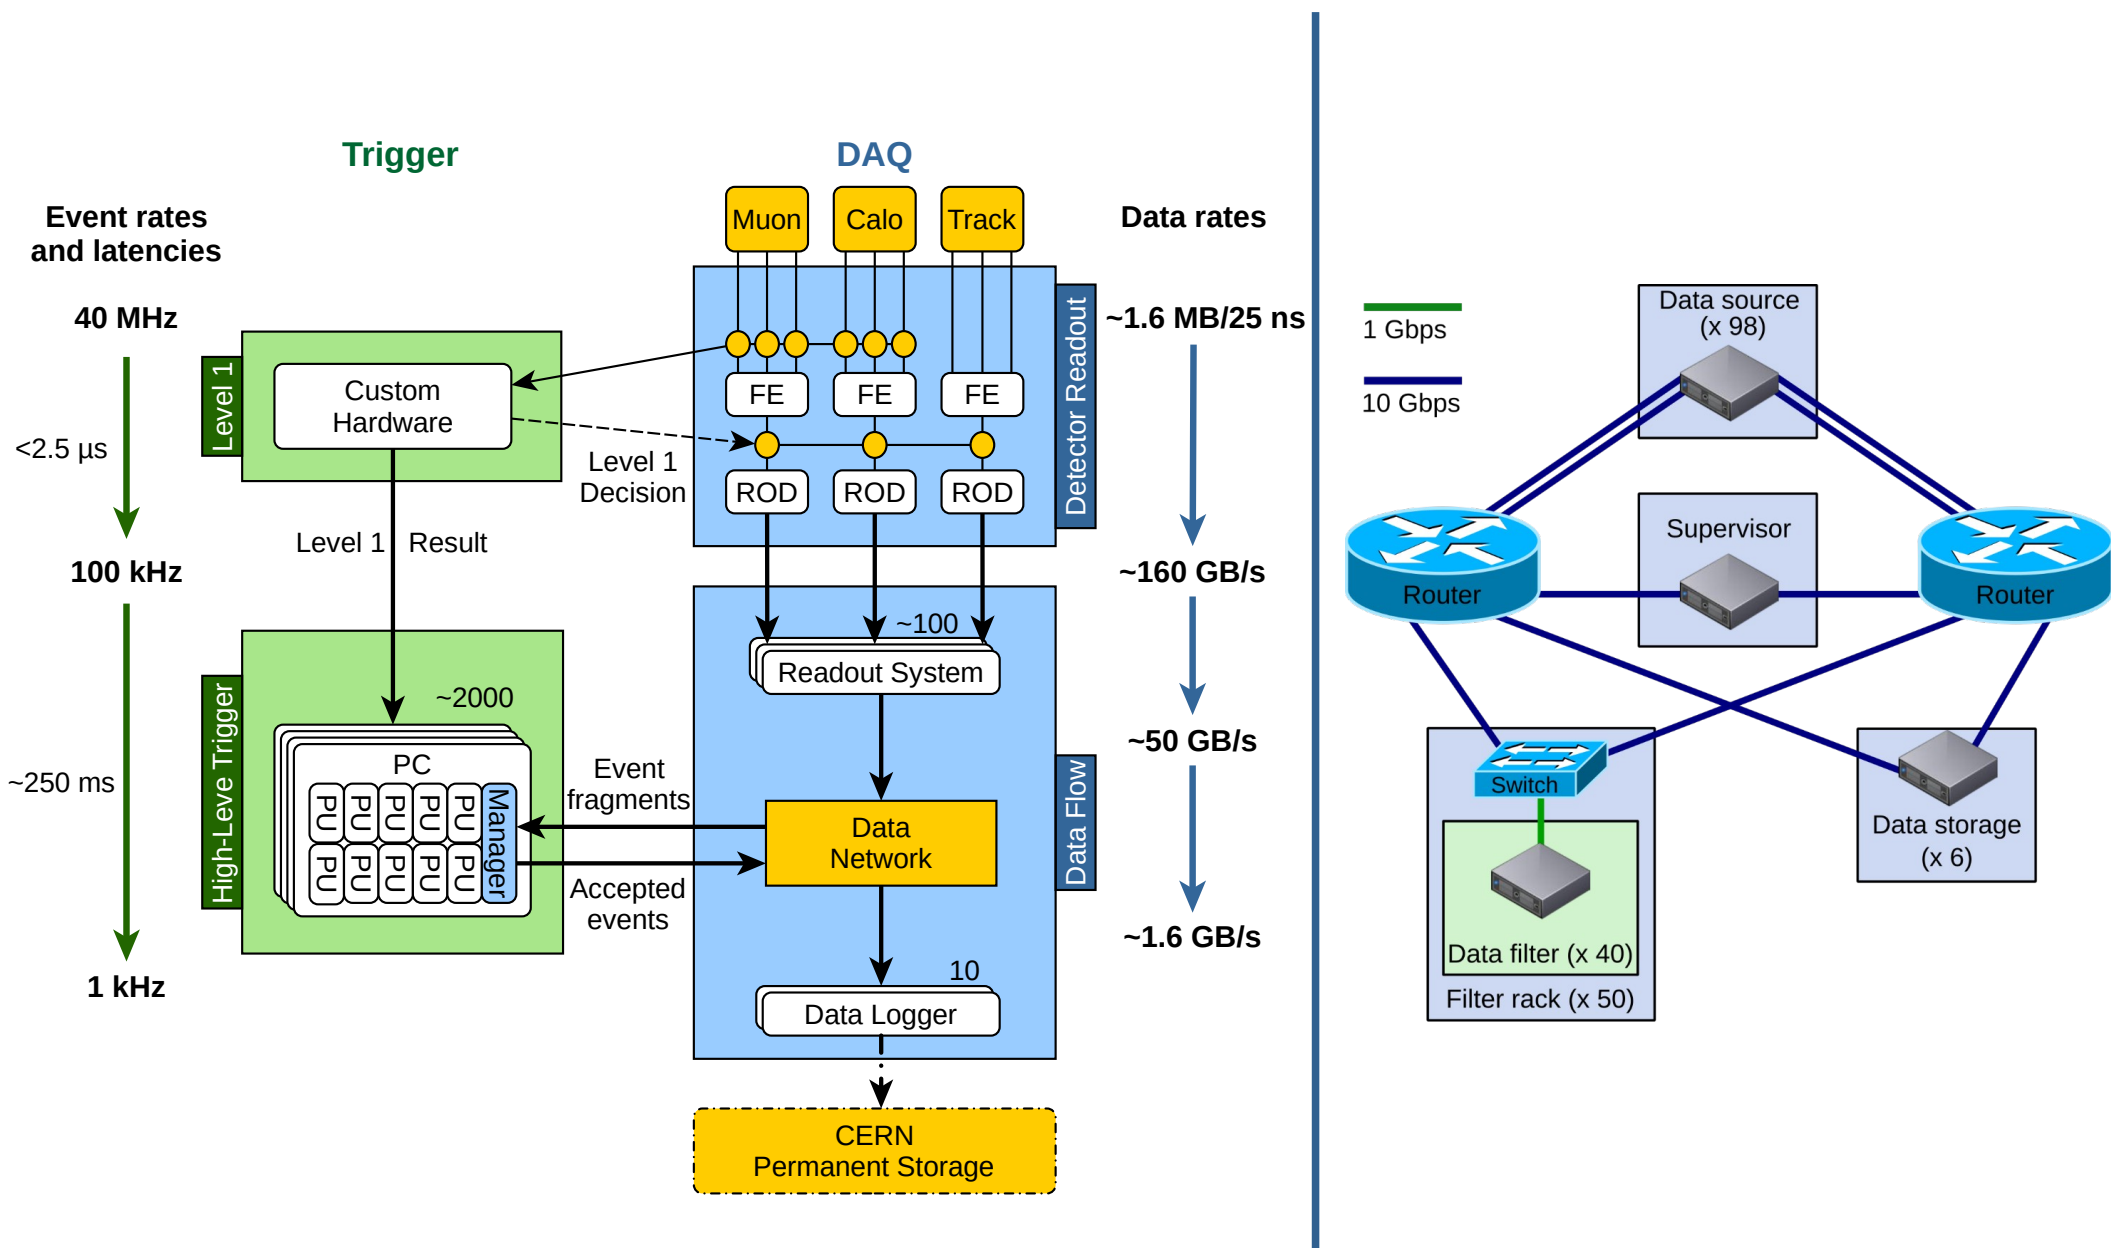 Trigger
DAQ
Event rates
and latencies
Data rates
Muon
Calo
Track
40 MHz
~1.6 MB/25 ns
Level 1
Custom
Hardware
FE
FE
FE
Detector Readout
<2.5 µs
Level 1
Decision
ROD
ROD
ROD
Level 1 Result
100 kHz
~160 GB/s
~100
Readout System
High-Leve Trigger
~2000
~50 GB/s
PC
~250 ms
PU
PU
PU
PU
PU
PU
PU
PU
PU
PU
Manager
Event
fragments
Accepted
events
Data
Network
Data Flow
~1.6 GB/s
1 kHz
10
Data Logger
CERN
Permanent Storage
1 Gbps
10 Gbps
Data source
(x 98)
Supervisor
Router
Router
Switch
Data filter (x 40)
Filter rack (x 50)
Data storage
(x 6)